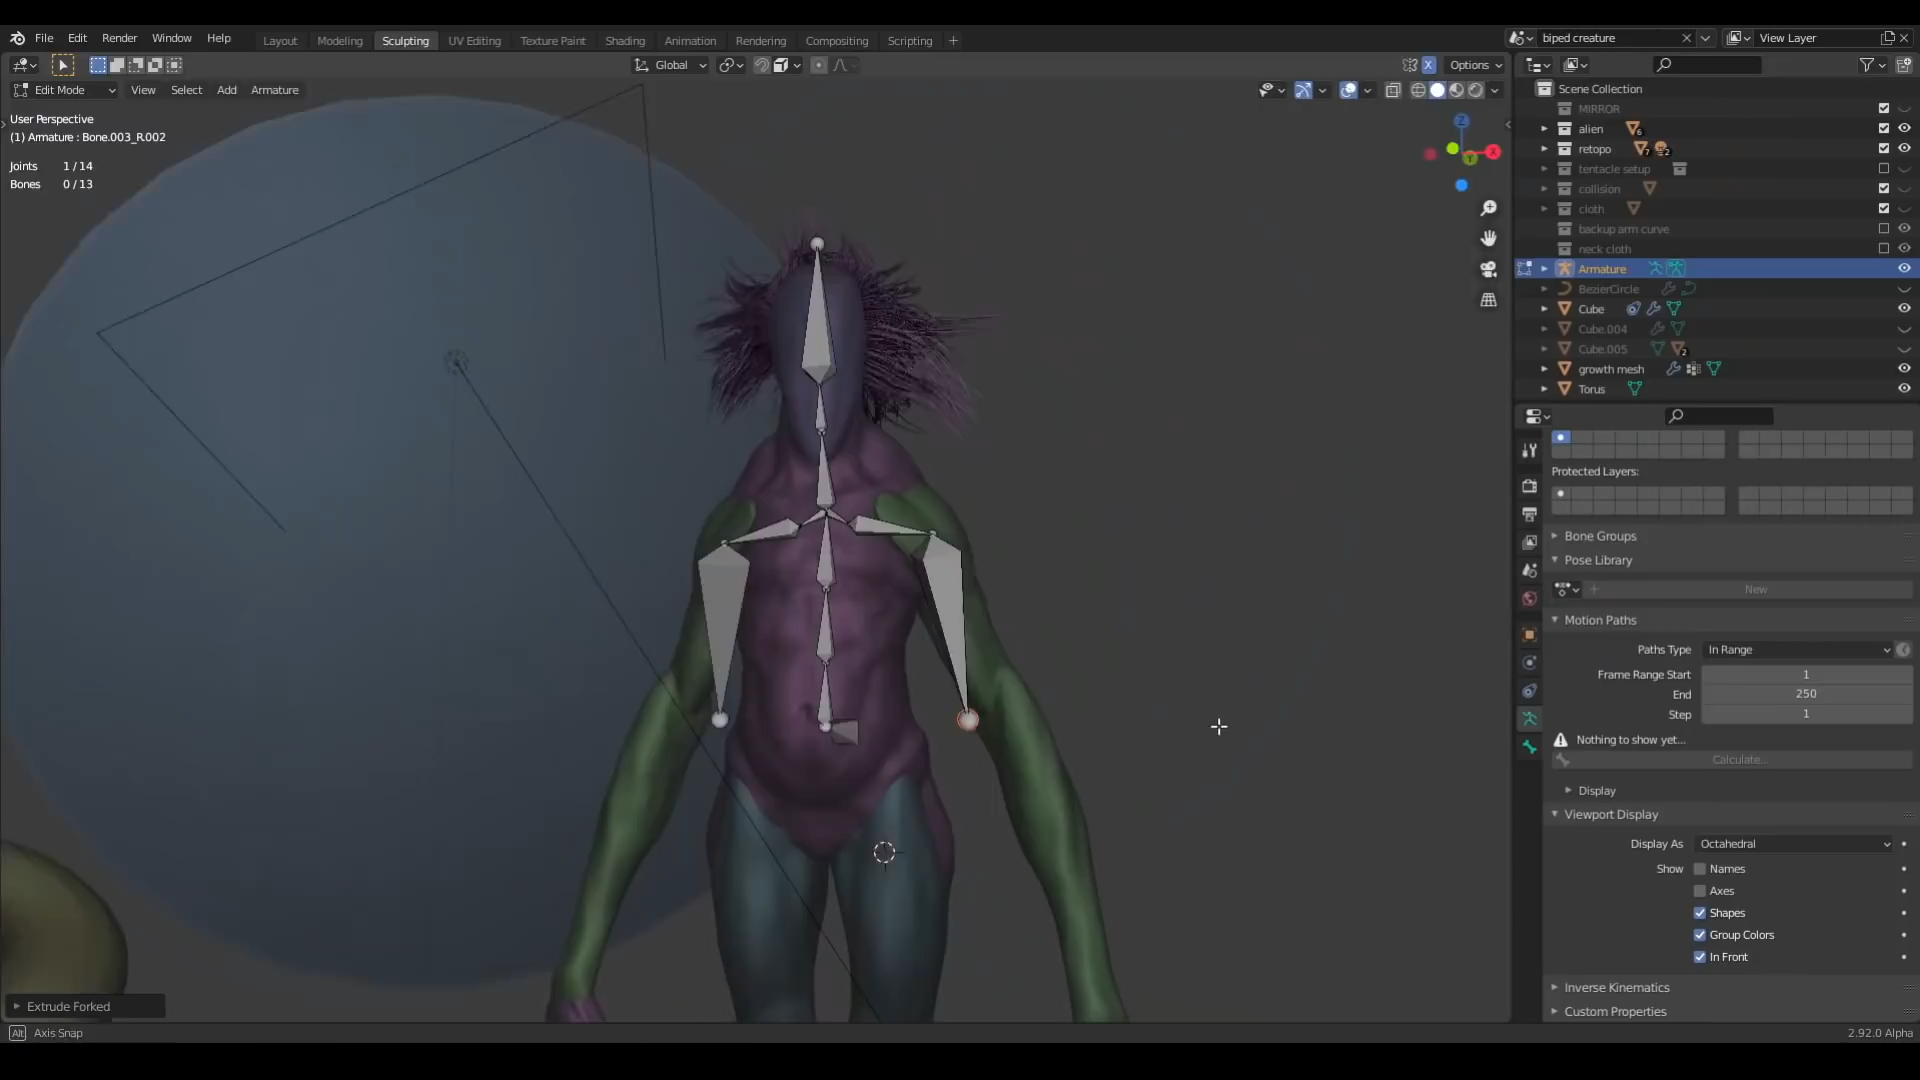 File Edit Render Window Help
Layout Modeling Sculpting UV Editing Texture Paint Shading Animation Rendering Compositing Scripting +
biped creature
View Layer
Global
X
Options
Edit Mode View Select Add Armature
User Perspective
(1) Armature : Bone.003_R.002
Joints 1 / 14
Bones 0 / 13
Z
X
Y
Scene Collection
MIRROR
alien 6
retopo 7 2
tentacle setup
collision
cloth
backup arm curve
neck cloth
Armature
BezierCircle
Cube
Cube.004
Cube.005 2
growth mesh
Torus
Protected Layers:
Bone Groups
Pose Library
New
Motion Paths
Paths Type In Range
Frame Range Start 1
End 250
Step 1
Nothing to show yet...
Calculate...
Display
Viewport Display
Display As Octahedral
Show Names
Axes
Shapes
Group Colors
In Front
Inverse Kinematics
Custom Properties
Extrude Forked
Alt Axis Snap
2.92.0 Alpha